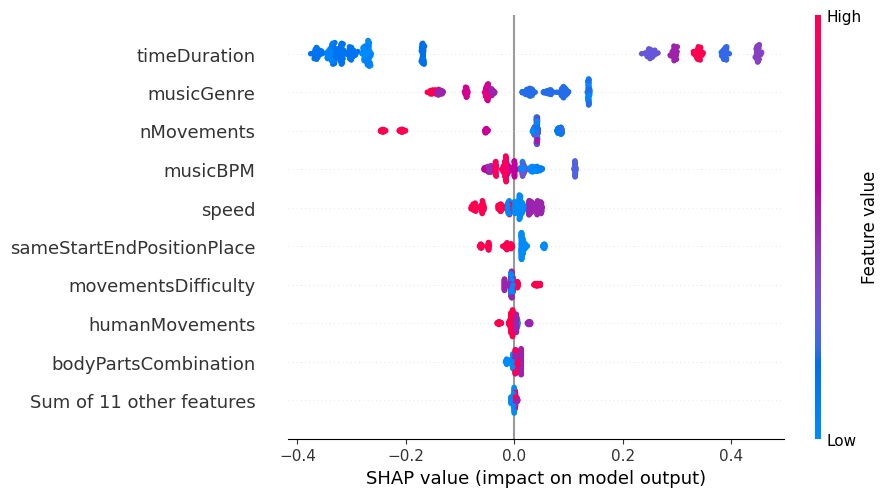 High
timeDuration
musicGenre
nMovements
musicBPM
speed
sameStartEndPositionPlace
movementsDifficulty
humanMovements
bodyPartsCombination
Sum of 11 other features
Feature value
Low
−0.4 −0.2 0.0 0.2 0.4
SHAP value (impact on model output)